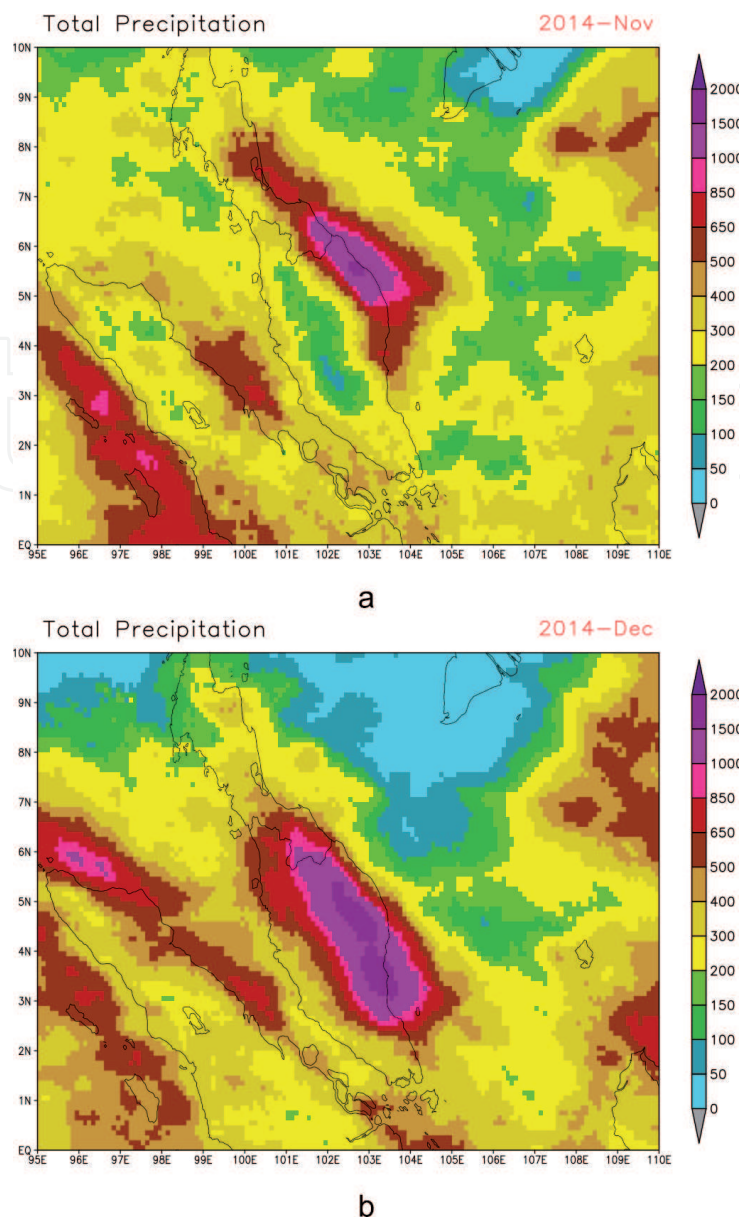 Total Precipitation 2014-Nov
10N
9N
8N
7N
6N
5N
4N
3N
2N
1N
EQ
95E 96E 97E 98E 99E 100E 101E 102E 103E 104E 105E 106E 107E 108E 109E 110E
2000
1500
1000
850
650
500
400
300
200
150
100
50
0
a
Total Precipitation 2014-Dec
10N
9N
8N
7N
6N
5N
4N
3N
2N
1N
EQ
95E 96E 97E 98E 99E 100E 101E 102E 103E 104E 105E 106E 107E 108E 109E 110E
2000
1500
1000
850
650
500
400
300
200
150
100
50
0
b